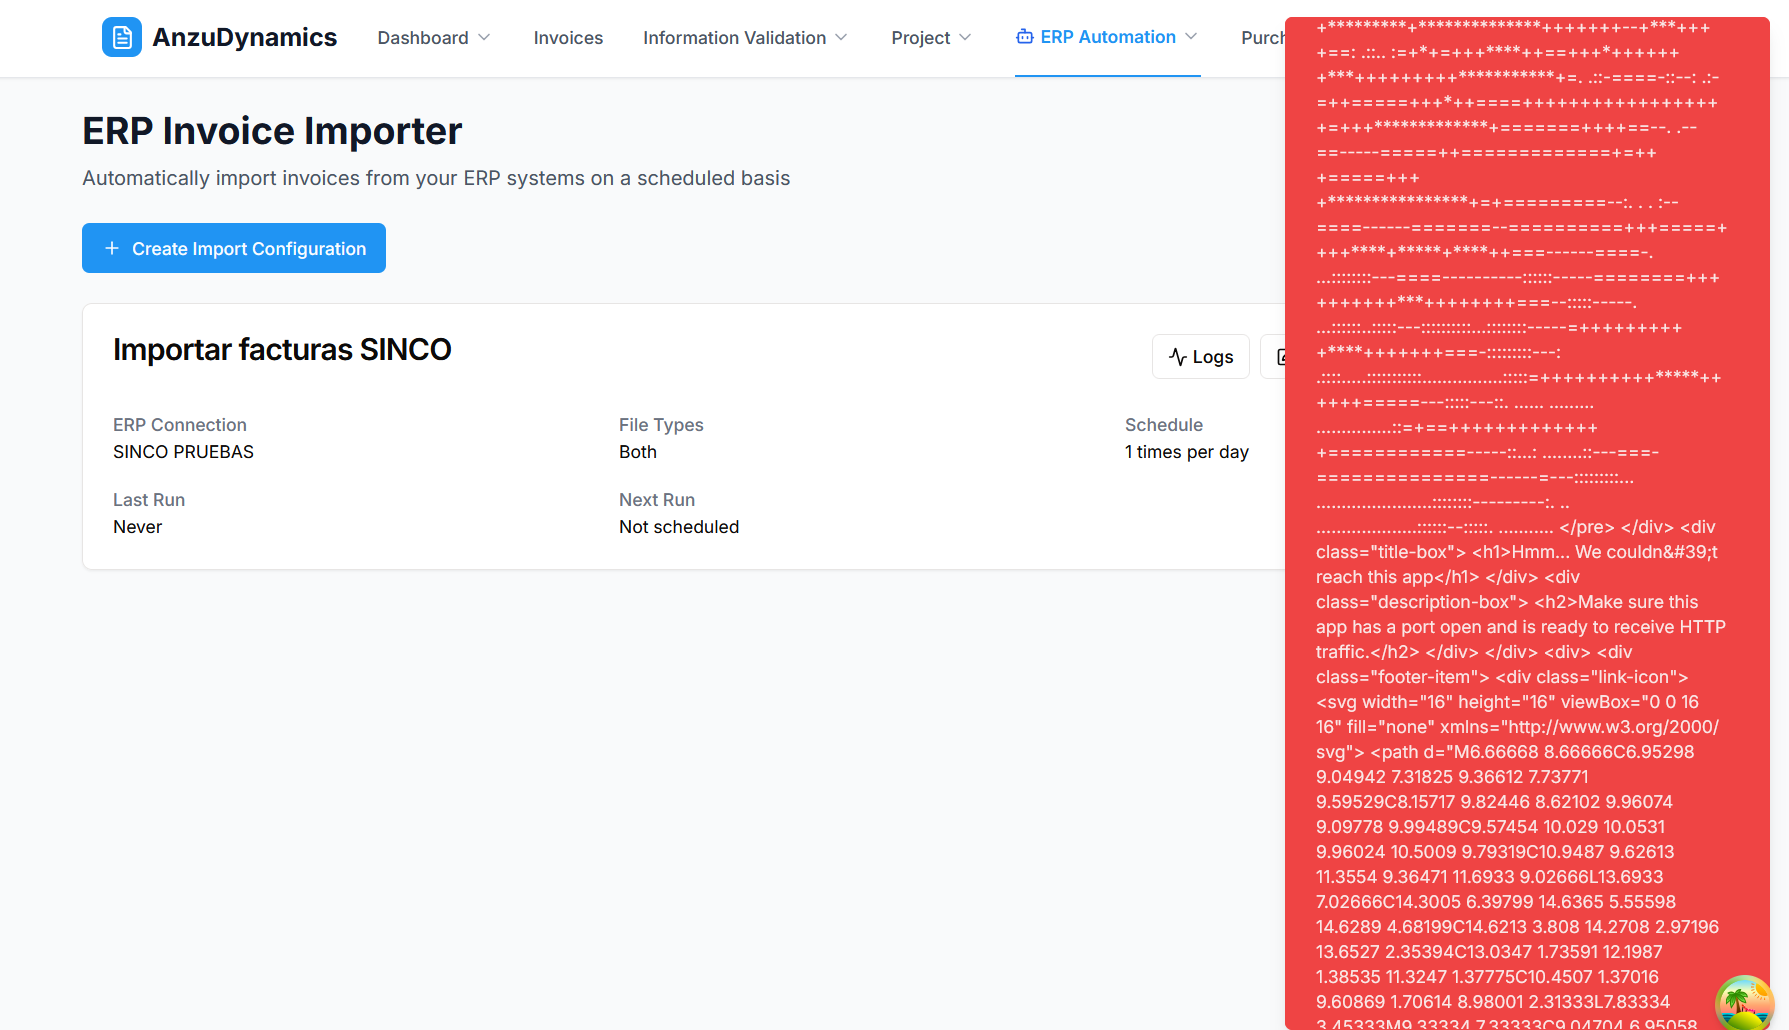 AnzuDynamics
Dashboard
Invoices
Information Validation
Project
ERP Automation
Purch
ERP Invoice Importer
Automatically import invoices from your ERP systems on a scheduled basis
+ Create Import Configuration
Importar facturas SINCO
Logs
ERP Connection
SINCO PRUEBAS
File Types
Both
Schedule
1 times per day
Last Run
Never
Next Run
Not scheduled
</pre> </div> <div
class="title-box"> <h1>Hmm... We couldn&#39;t
reach this app</h1> </div> <div
class="description-box"> <h2>Make sure this
app has a port open and is ready to receive HTTP
traffic.</h2> </div> </div> <div> <div
class="footer-item"> <div class="link-icon">
<svg width="16" height="16" viewBox="0 0 16
16" fill="none" xmlns="http://www.w3.org/2000/
svg"> <path d="M6.66668 8.66666C6.95298
9.04942 7.31825 9.36612 7.73771
9.59529C8.15717 9.82446 8.62102 9.96074
9.09778 9.99489C9.57454 10.029 10.0531
9.96024 10.5009 9.79319C10.9487 9.62613
11.3554 9.36471 11.6933 9.02666L13.6933
7.02666C14.3005 6.39799 14.6365 5.55598
14.6289 4.68199C14.6213 3.808 14.2708 2.97196
13.6527 2.35394C13.0347 1.73591 12.1987
1.38535 11.3247 1.37775C10.4507 1.37016
9.60869 1.70614 8.98001 2.31333L7.83334
3.45333M9.33334 7.33333C9.04704 6.95058